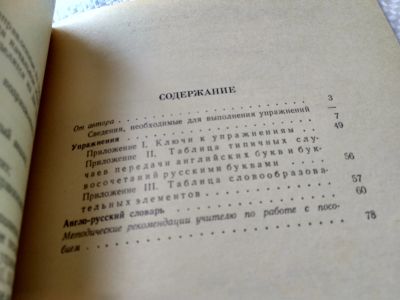 СОДЕРЖАНИЕ
От автора . . . . . . . . . . . 3
Сведения, необходимые для выполнения упражнений
Упражнения . . . . . . . . . . 7
Приложение I. Ключи к упражнениям . . 49
Приложение II. Таблица типичных слу-
чаев передачи английских букв и бук-
восочетаний русскими буквами . . . . 56
Приложение III. Таблица словообразова-
тельных элементов . . . . . . . . 57
Англо-русский словарь . . . . . . . 60
Методические рекомендации учителю по работе с посо-
бием . . . . . . . . . . . . 78